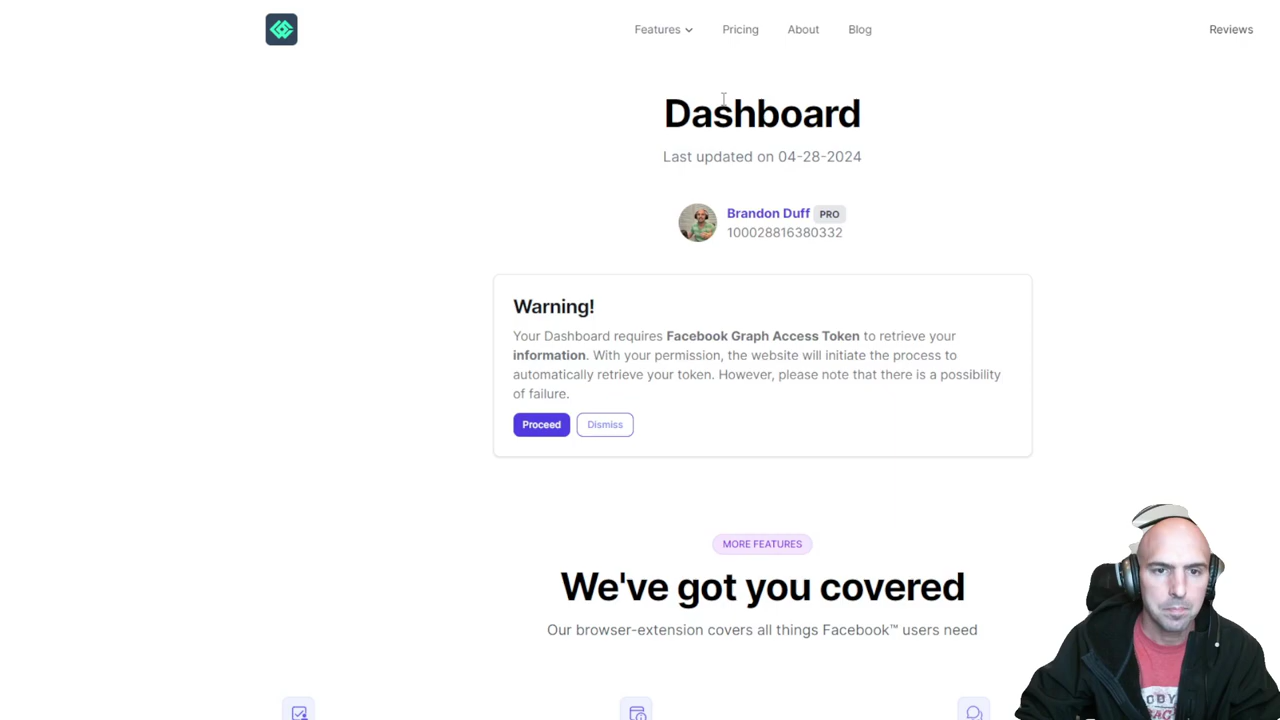 Features Pricing About Blog Reviews
Dashboard
Last updated on 04-28-2024
Brandon Duff PRO
100028816380332
Warning!
Your Dashboard requires Facebook Graph Access Token to retrieve your
information. With your permission, the website will initiate the process to
automatically retrieve your token. However, please note that there is a possibility
of failure.
Proceed Dismiss
MORE FEATURES
We've got you covered
Our browser-extension covers all things Facebook™ users need